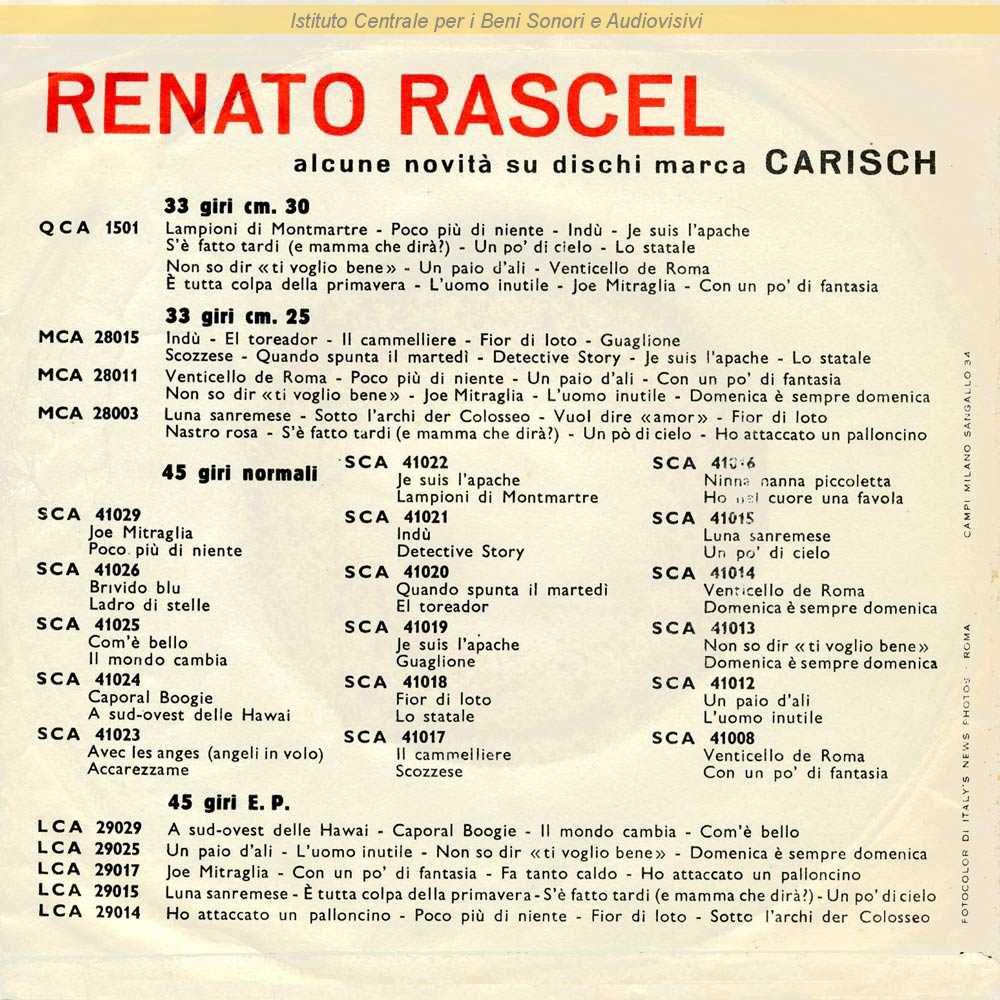 Istituto Centrale per i Beni Sonori e Audiovisivi
RENATO RASCEL
alcune novità su dischi marca CARISCH
33 giri cm. 30
QCA 1501 Lampioni di Montmartre - Poco più di niente - Indù - Je suis l'apache
S'è fatto tardi (e mamma che dirà?) - Un po' di cielo - Lo statale
Non so dir «ti voglio bene» - Un paio d'ali - Venticello de Roma
È tutta colpa della primavera - L'uomo inutile - Joe Mitraglia - Con un po' di fantasia
33 giri cm. 25
MCA 28015 Indù - El toreador - Il cammelliere - Fior di loto - Guaglione
Scozzese - Quando spunta il martedì - Detective Story - Je suis l'apache - Lo statale
MCA 28011 Venticello de Roma - Poco più di niente - Un paio d'ali - Con un po' di fantasia
Non so dir «ti voglio bene» - Joe Mitraglia - L'uomo inutile - Domenica è sempre domenica
MCA 28003 Luna sanremese - Sotto l'archi der Colosseo - Vuol dire «amor» - Fior di loto
Nastro rosa - S'è fatto tardi (e mamma che dirà?) - Un pò di cielo - Ho attaccato un palloncino
45 giri normali
SCA 41029
Joe Mitraglia
Poco più di niente
SCA 41026
Brivido blu
Ladro di stelle
SCA 41025
Com'è bello
Il mondo cambia
SCA 41024
Caporal Boogie
A sud-ovest delle Hawai
SCA 41023
Avec les anges (angeli in volo)
Accarezzame
SCA 41022
Je suis l'apache
Lampioni di Montmartre
SCA 41021
Indù
Detective Story
SCA 41020
Quando spunta il martedì
El toreador
SCA 41019
Je suis l'apache
Guaglione
SCA 41018
Fior di loto
Lo statale
SCA 41017
Il cammelliere
Scozzese
SCA 41016
Ninna nanna piccoletta
Ho nel cuore una favola
SCA 41015
Luna sanremese
Un po' di cielo
SCA 41014
Venticello de Roma
Domenica è sempre domenica
SCA 41013
Non so dir «ti voglio bene»
Domenica è sempre domenica
SCA 41012
Un paio d'ali
L'uomo inutile
SCA 41008
Venticello de Roma
Con un po' di fantasia
45 giri E. P.
LCA 29029 A sud-ovest delle Hawai - Caporal Boogie - Il mondo cambia - Com'è bello
LCA 29025 Un paio d'ali - L'uomo inutile - Non so dir «ti voglio bene» - Domenica è sempre domenica
LCA 29017 Joe Mitraglia - Con un po' di fantasia - Fa tanto caldo - Ho attaccato un palloncino
LCA 29015 Luna sanremese - È tutta colpa della primavera - S'è fatto tardi (e mamma che dirà?) - Un po' di cielo
LCA 29014 Ho attaccato un palloncino - Poco più di niente - Fior di loto - Sotto l'archi der Colosseo
FOTOCOLOR DI ITALY'S NEWS PHOTOS - ROMA CAMPI MILANO SANGALLO 34